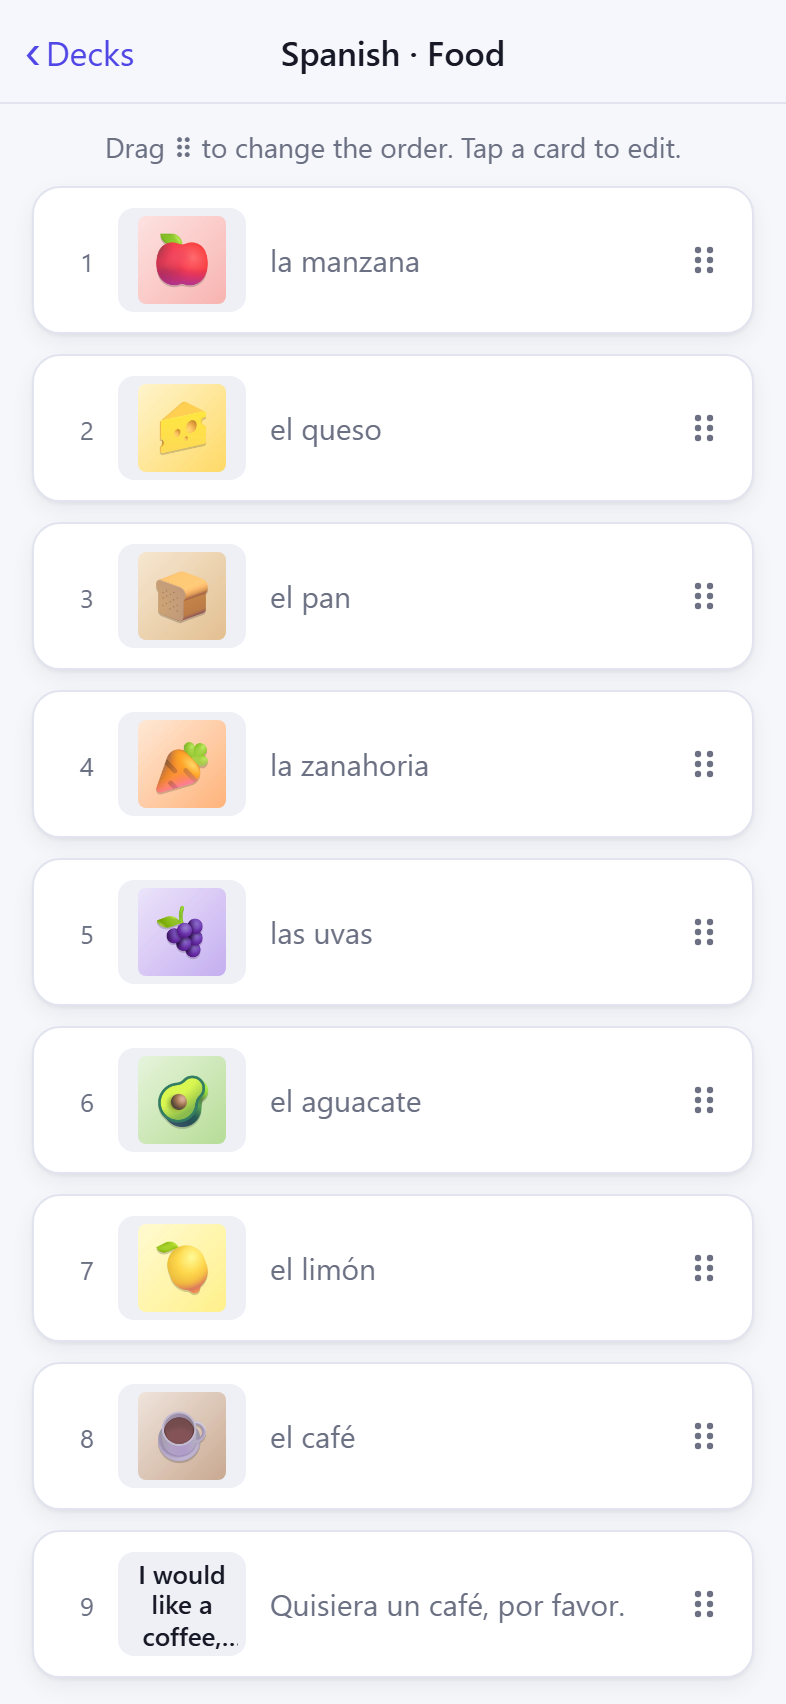 Decks
Spanish · Food
Drag ⠿ to change the order. Tap a card to edit.
1
la manzana
2
el queso
3
el pan
4
la zanahoria
5
las uvas
6
el aguacate
7
el limón
8
el café
9
I would
like a
coffee,...
Quisiera un café, por favor.